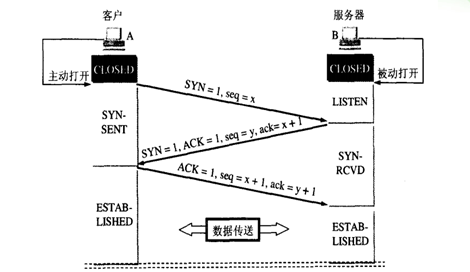 客户
服务器
A
B
主动打开
CLOSED
CLOSED
被动打开
SYN = 1, seq = x
LISTEN
SYN-
SENT
SYN = 1, ACK = 1, seq = y, ack= x + 1
SYN-
RCVD
ACK = 1, seq = x + 1, ack = y + 1
ESTAB-
LISHED
数据传送
ESTAB-
LISHED